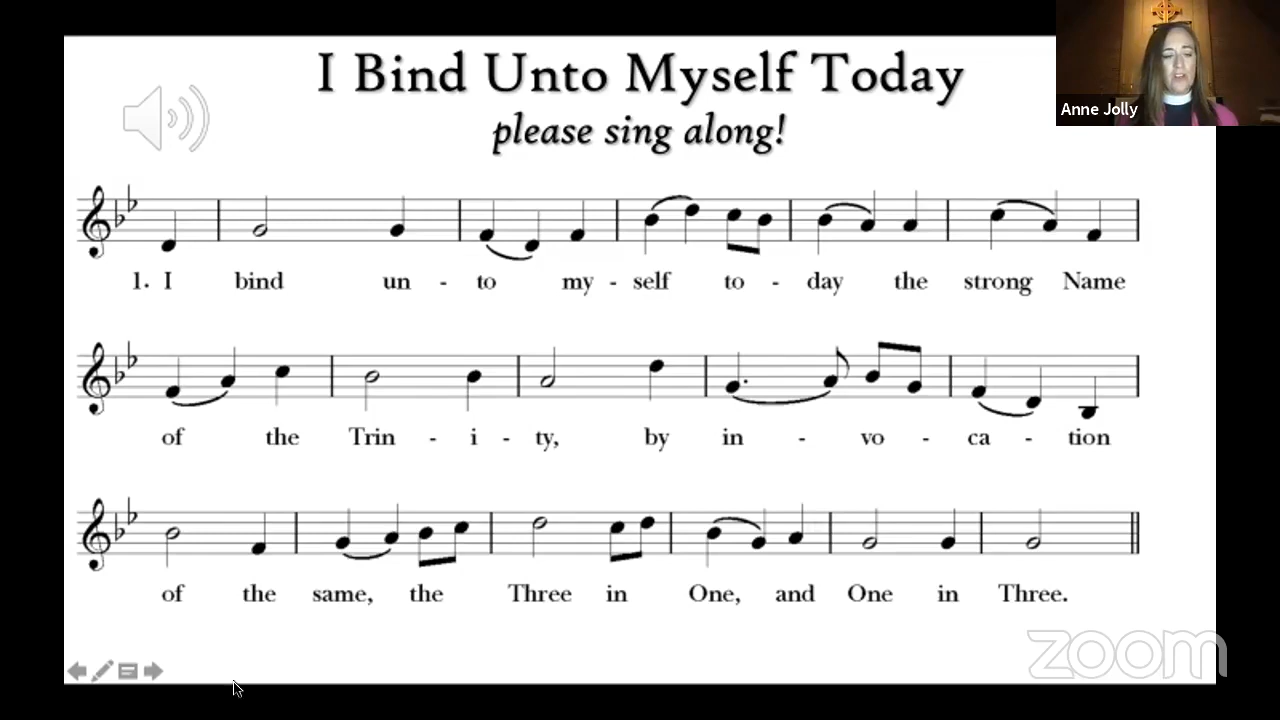 I Bind Unto Myself Today
please sing along!
Anne Jolly
1. I bind un - to my - self to - day the strong Name
of the Trin - i - ty, by in - vo - ca - tion
of the same, the Three in One, and One in Three.
zoom